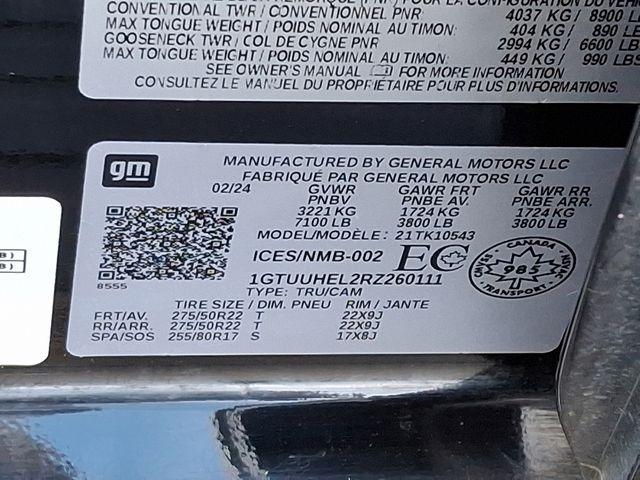 CONVENTIONAL TWR / CONVENTIONNEL PNR 4037 KG/ 8900 LB
MAX TONGUE WEIGHT / POIDS NOMINAL AU TIMON: 404 KG / 890 LB
GOOSENECK TWR / COL DE CYGNE PNR 2994 KG / 6600 LBS
MAX TONGUE WEIGHT / POIDS NOMINAL AU TIMON: 449 KG / 990 LBS
SEE OWNER'S MANUAL FOR MORE INFORMATION
CONSULTEZ LE MANUEL DU PROPRIÉTAIRE POUR PLUS D'INFORMATIONS.
gm
MANUFACTURED BY GENERAL MOTORS LLC
FABRIQUÉ PAR GENERAL MOTORS LLC
02/24 GVWR GAWR FRT GAWR RR
PNBV PNBE AV. PNBE ARR.
3221 KG 1724 KG 1724 KG
7100 LB 3800 LB 3800 LB
MODEL/MODÈLE: 21TK10543
ICES/NMB-002 EC
CANADA
985
TRANSPORT
8555
1GTUUHEL2RZ260111
TYPE: TRU/CAM
TIRE SIZE / DIM. PNEU RIM / JANTE
FRT/AV. 275/50R22 T 22X9J
RR/ARR. 275/50R22 T 22X9J
SPA/SOS 255/80R17 S 17X8J